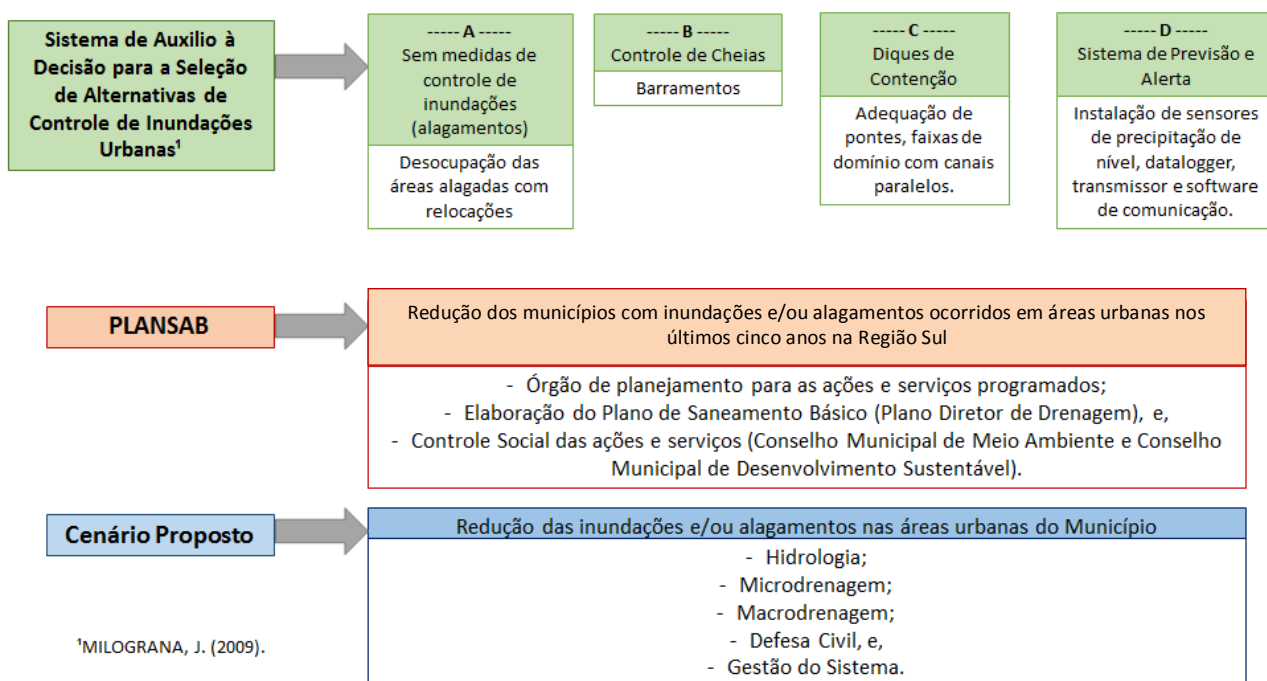 Sistema de Auxilio à
Decisão para a Seleção
de Alternativas de
Controle de Inundações
Urbanas¹
----- A -----
Sem medidas de
controle de
inundações
(alagamentos)
Desocupação das
áreas alagadas com
relocações
----- B -----
Controle de Cheias
Barramentos
----- C -----
Diques de
Contenção
Adequação de
pontes, faixas de
domínio com canais
paralelos.
----- D -----
Sistema de Previsão e
Alerta
Instalação de sensores
de precipitação de
nível, datalogger,
transmissor e software
de comunicação.
PLANSAB
Redução dos municípios com inundações e/ou alagamentos ocorridos em áreas urbanas nos
últimos cinco anos na Região Sul
- Órgão de planejamento para as ações e serviços programados;
- Elaboração do Plano de Saneamento Básico (Plano Diretor de Drenagem), e,
- Controle Social das ações e serviços (Conselho Municipal de Meio Ambiente e Conselho
Municipal de Desenvolvimento Sustentável).
Cenário Proposto
Redução das inundações e/ou alagamentos nas áreas urbanas do Município
- Hidrologia;
- Microdrenagem;
- Macrodrenagem;
- Defesa Civil, e,
- Gestão do Sistema.
¹MILOGRANA, J. (2009).